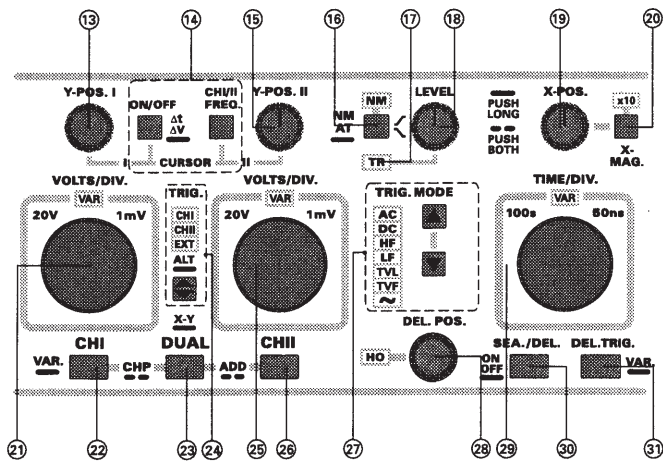 13 14 15 16 17 18 19 20
Y-POS. I
ON/OFF
Δt
ΔV
CHI/II
FREQ
Y-POS. II
NM
AT
NM
LEVEL
PUSH
LONG
PUSH
BOTH
X-POS.
x10
X-
MAG.
I CURSOR II
TR
VOLTS/DIV.
VAR
20V 1mV
TRIG.
CHI
CHII
EXT
ALT
X-Y
VOLTS/DIV.
VAR
20V 1mV
TRIG. MODE
AC
DC
HF
LF
TVL
TVF
~
TIME/DIV.
VAR
100s 50ns
CHI
VAR.
CHP
DUAL
ADD
CHII
DEL. POS.
HO
ON
OFF
SEA./DEL.
DEL.TRIG.
VAR.
21 22 23 24 25 26 27 28 29 30 31